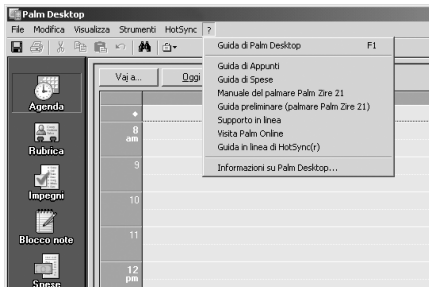 Palm Desktop
File Modifica Visualizza Strumenti HotSync ?
Guida di Palm Desktop F1
Guida di Appunti
Guida di Spese
Manuale del palmare Palm Zire 21
Guida preliminare (palmare Palm Zire 21)
Supporto in linea
Visita Palm Online
Guida in linea di HotSync(r)
Informazioni su Palm Desktop...
Vai a... Oggi
Agenda
Rubrica
Impegni
Blocco note
Spese
8 am
9
10
11
12 pm